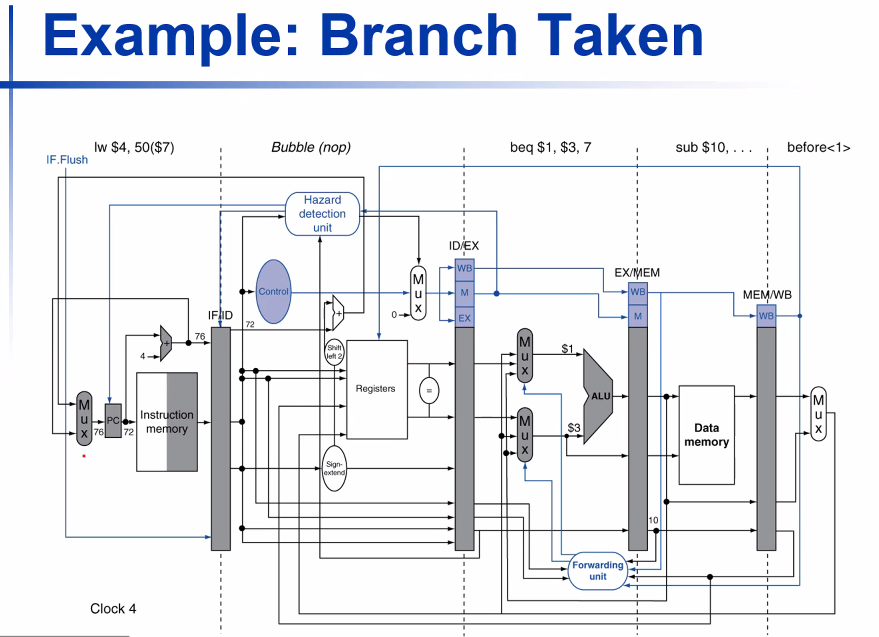 Example: Branch Taken
lw $4, 50($7)
Bubble (nop)
beq $1, $3, 7
sub $10, . . .
before<1>
IF.Flush
Hazard
detection
unit
ID/EX
WB
M
EX
Control
M
u
x
0
EX/MEM
WB
M
MEM/WB
WB
IF/ID
72
+
76
4
+
Shift
left 2
Registers
=
M
u
x
$1
ALU
M
u
x
76
PC
72
Instruction
memory
M
u
x
$3
Data
memory
M
u
x
Sign-
extend
10
Forwarding
unit
Clock 4